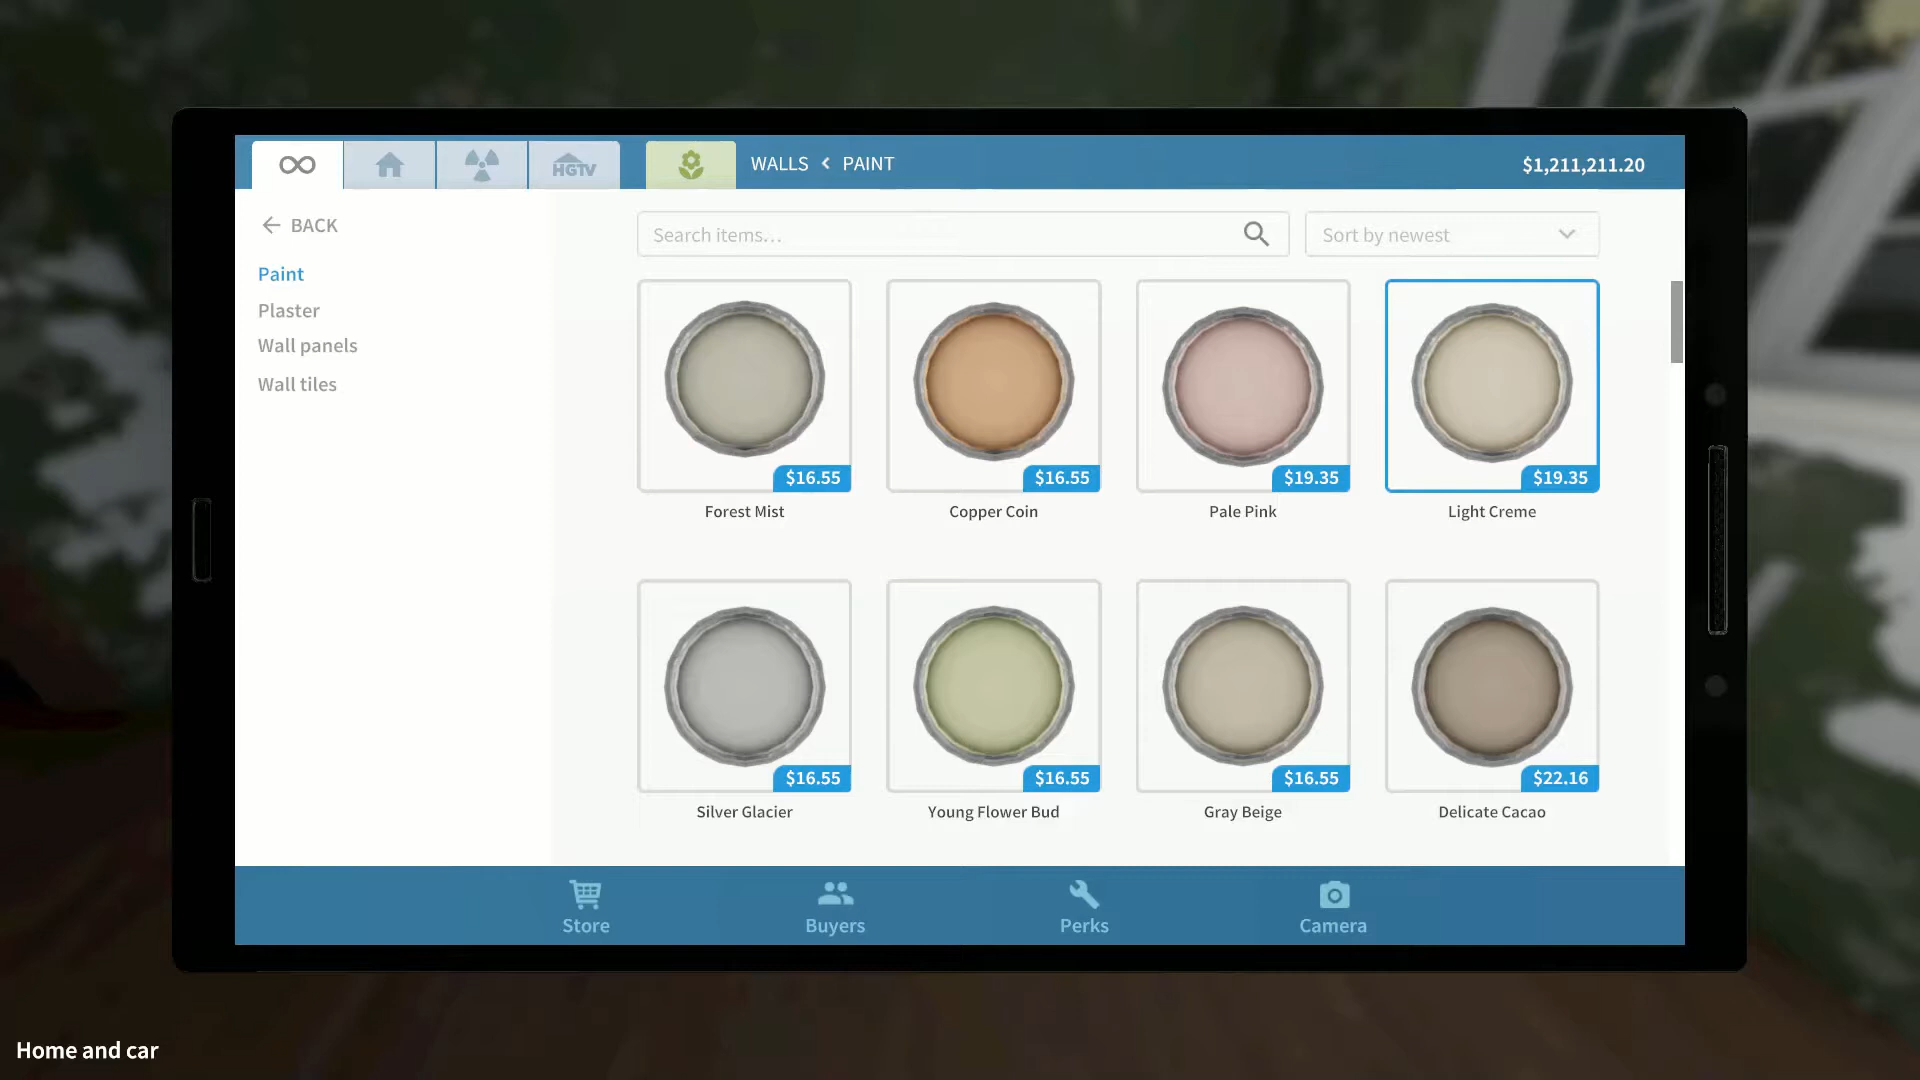 HGTV
WALLS < PAINT
$1,211,211.20
BACK
Search items...
Sort by newest
Paint
Plaster
Wall panels
Wall tiles
$16.55
$16.55
$19.35
$19.35
Forest Mist
Copper Coin
Pale Pink
Light Creme
$16.55
$16.55
$16.55
$22.16
Silver Glacier
Young Flower Bud
Gray Beige
Delicate Cacao
Store
Buyers
Perks
Camera
Home and car